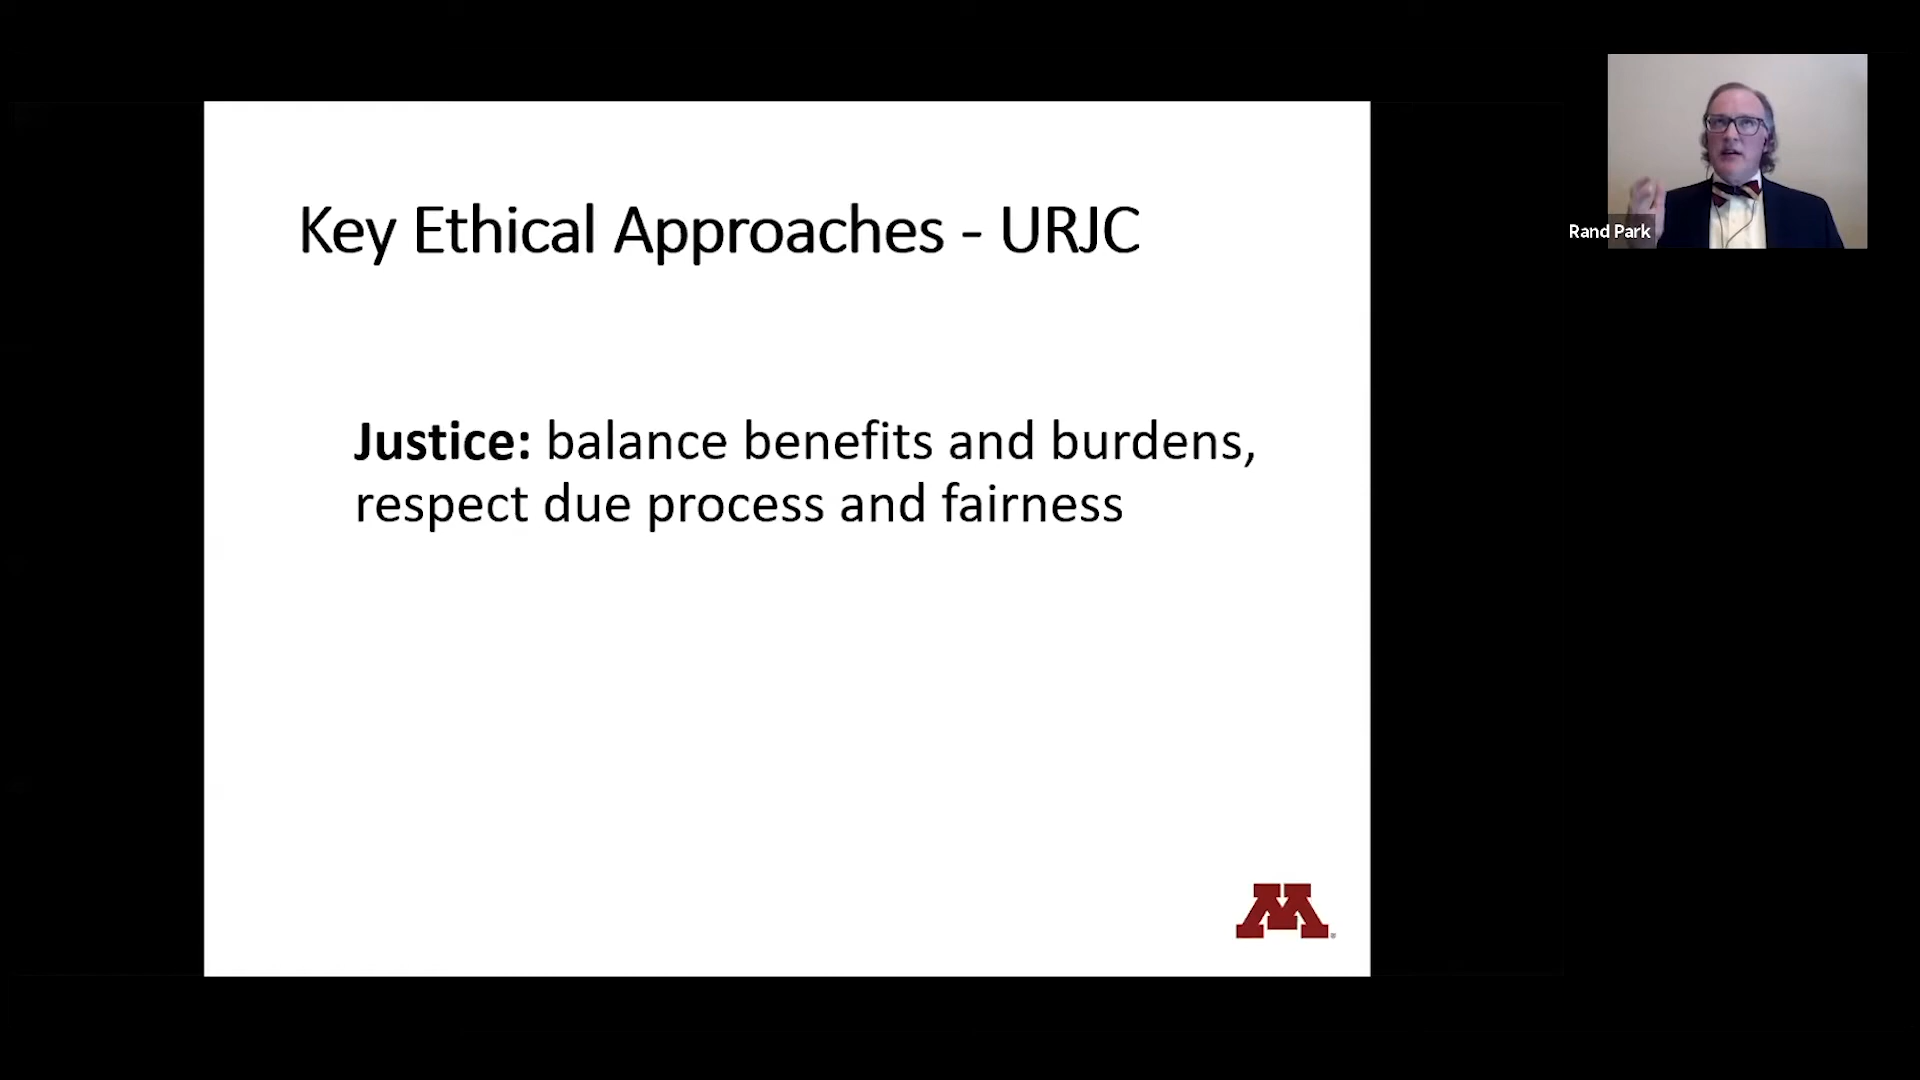 Key Ethical Approaches - URJC
Justice: balance benefits and burdens,
respect due process and fairness
M
Rand Park